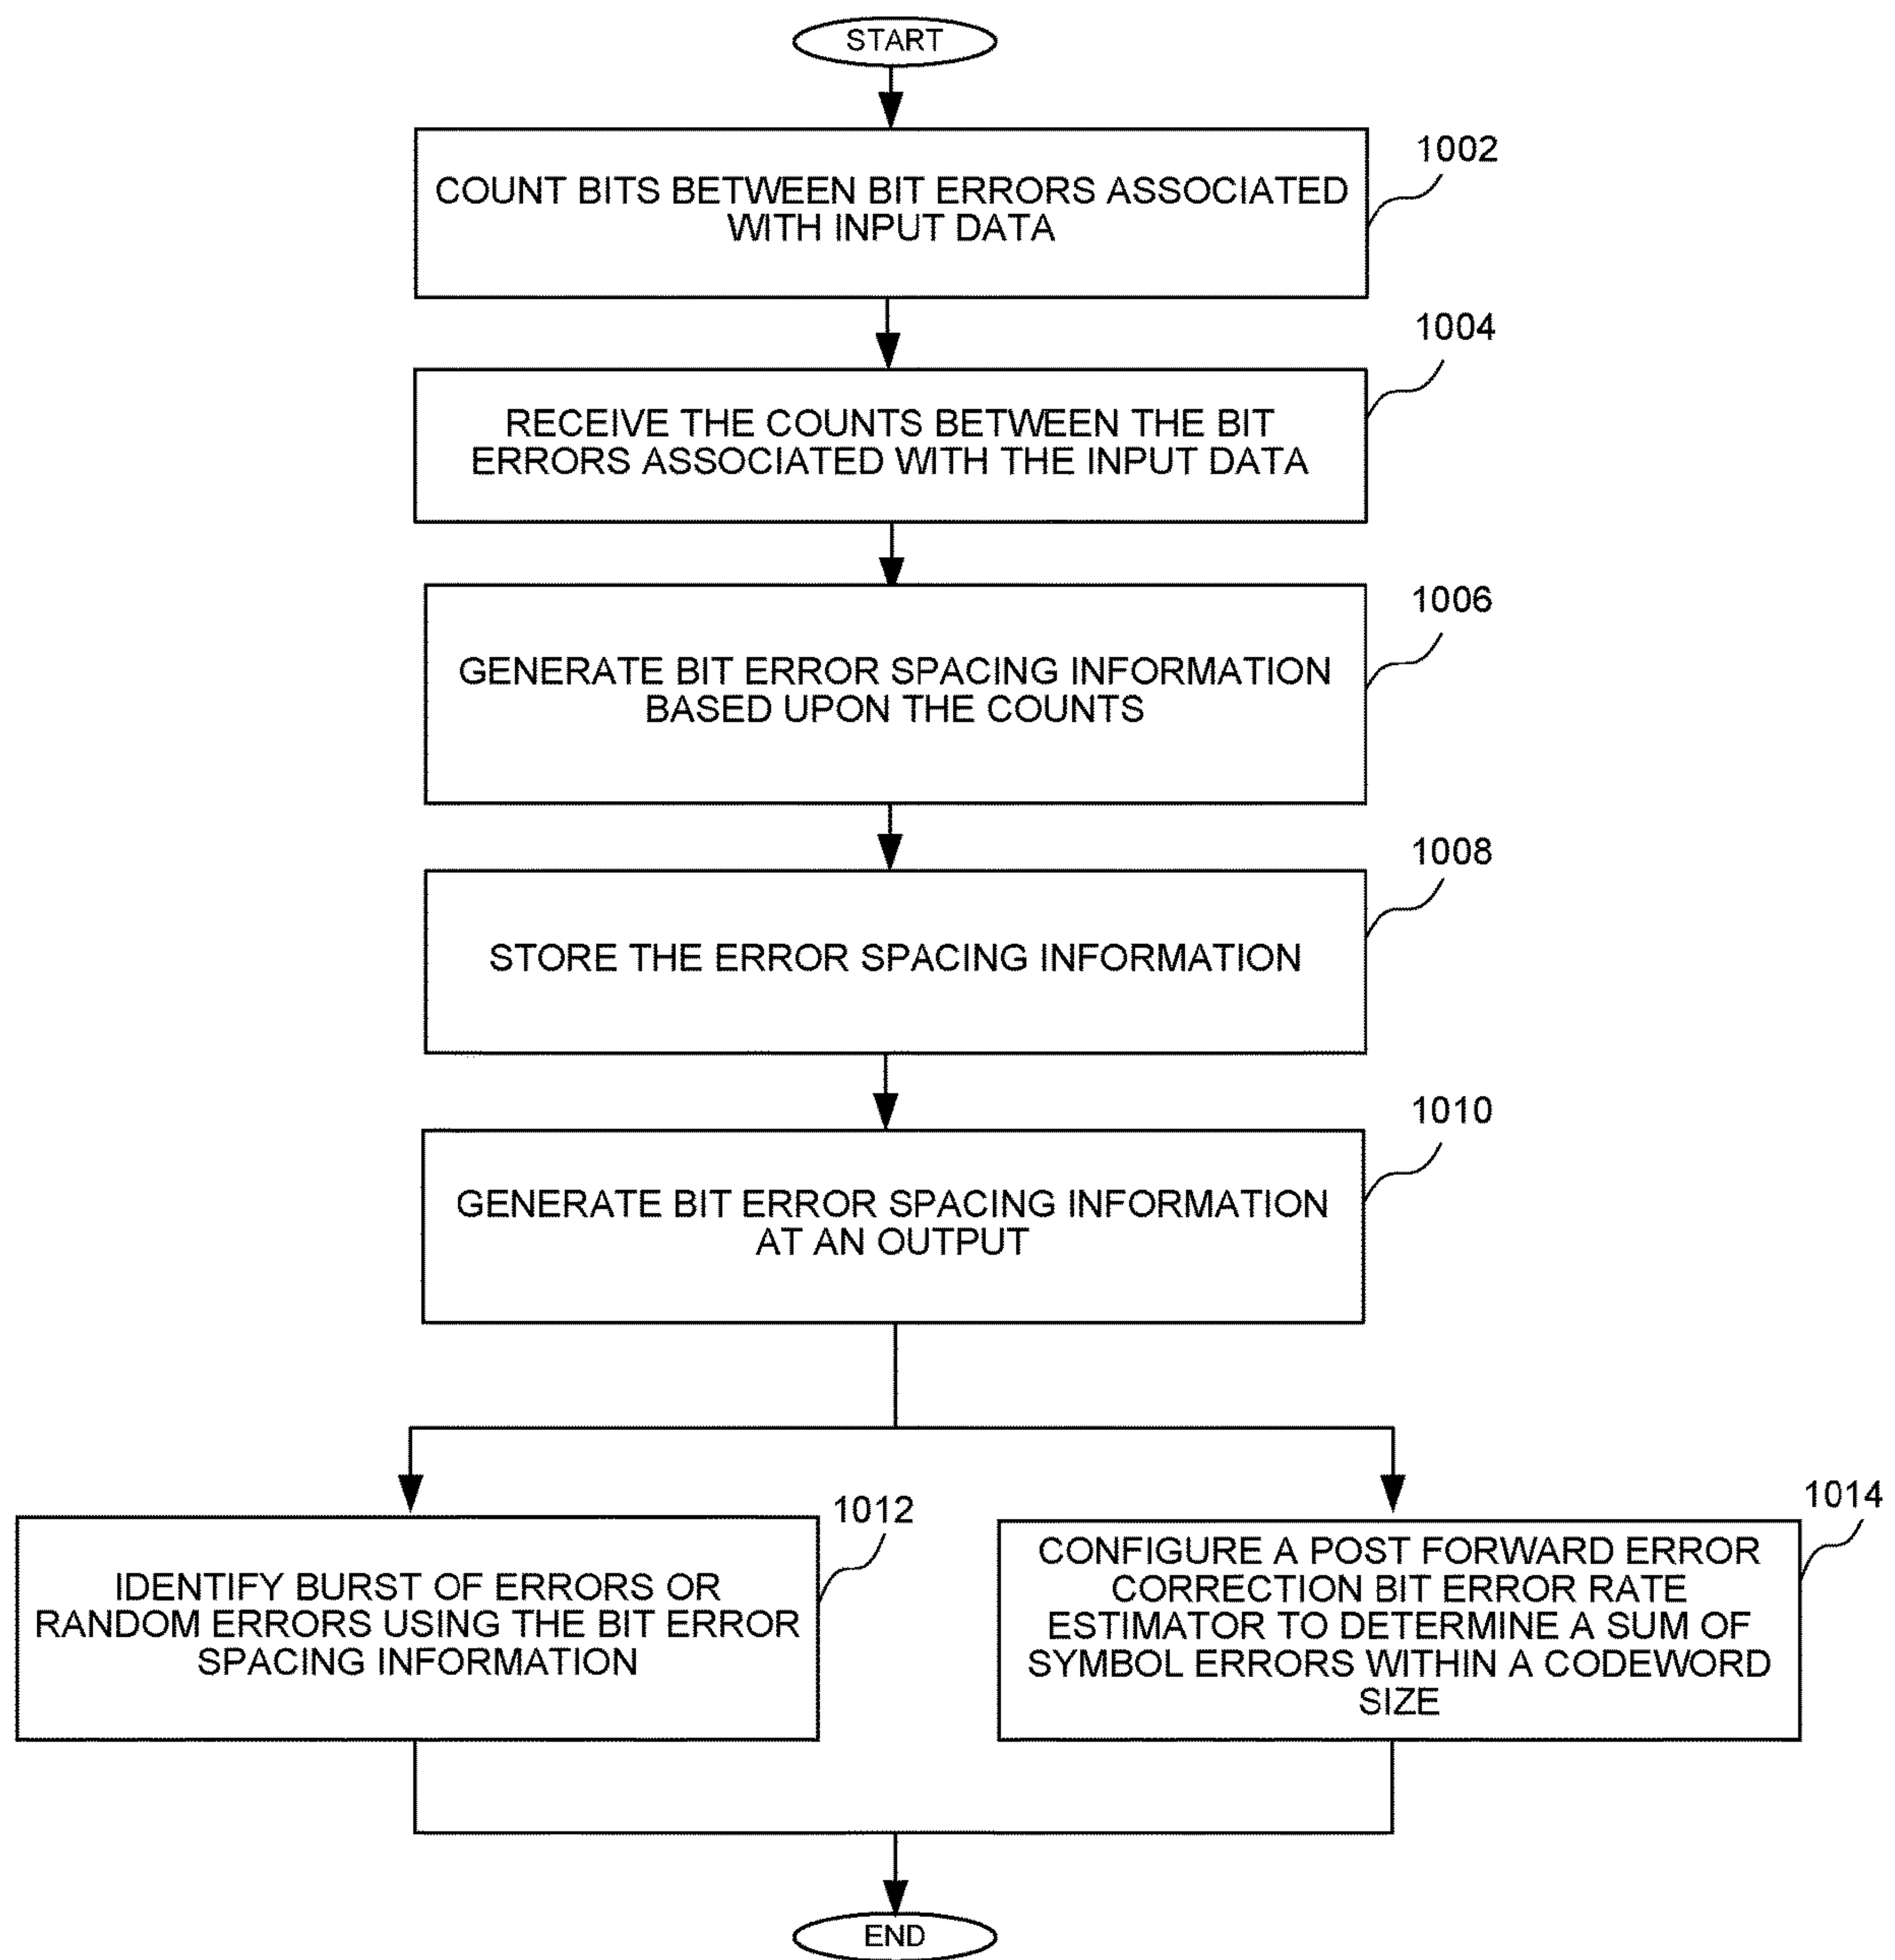 START
1002
COUNT BITS BETWEEN BIT ERRORS ASSOCIATED
WITH INPUT DATA
1004
RECEIVE THE COUNTS BETWEEN THE BIT
ERRORS ASSOCIATED WITH THE INPUT DATA
1006
GENERATE BIT ERROR SPACING INFORMATION
BASED UPON THE COUNTS
1008
STORE THE ERROR SPACING INFORMATION
1010
GENERATE BIT ERROR SPACING INFORMATION
AT AN OUTPUT
1012
IDENTIFY BURST OF ERRORS OR
RANDOM ERRORS USING THE BIT ERROR
SPACING INFORMATION
1014
CONFIGURE A POST FORWARD ERROR
CORRECTION BIT ERROR RATE
ESTIMATOR TO DETERMINE A SUM OF
SYMBOL ERRORS WITHIN A CODEWORD
SIZE
END